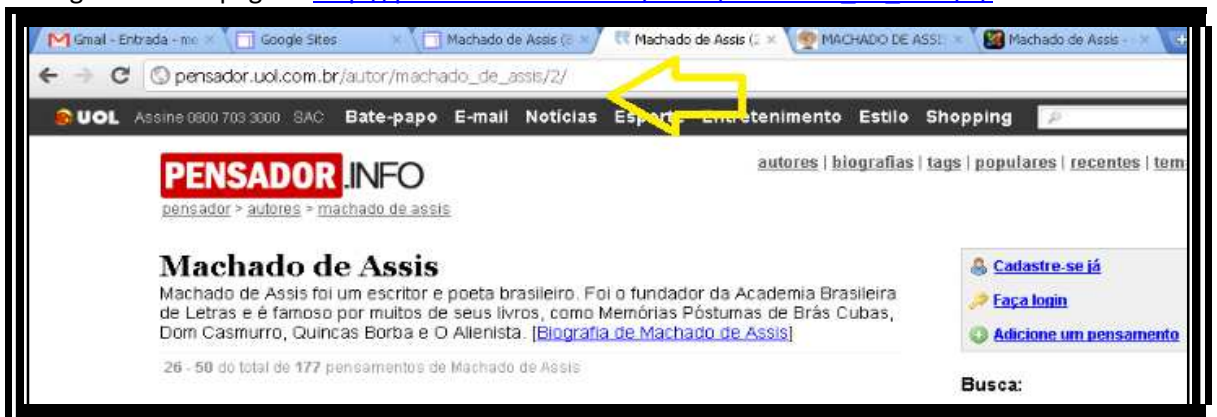 Gmail - Entrada - mo
Google Sites
Machado de Assis (2
Machado de Assis (2
MACHADO DE ASSI
Machado de Assis -
pensador.uol.com.br/autor/machado_de_assis/2/
UOL Assine 0800 703 3000 SAC Bate-papo E-mail Notícias Esporte Entretenimento Estilo Shopping
PENSADOR.INFO
autores | biografias | tags | populares | recentes | tem
pensador > autores > machado de assis
Machado de Assis
Machado de Assis foi um escritor e poeta brasileiro. Foi o fundador da Academia Brasileira
de Letras e é famoso por muitos de seus livros, como Memórias Póstumas de Brás Cubas,
Dom Casmurro, Quincas Borba e O Alienista. [Biografia de Machado de Assis]
26 - 50 do total de 177 pensamentos de Machado de Assis
Cadastre-se já
Faça login
Adicione um pensamento
Busca: